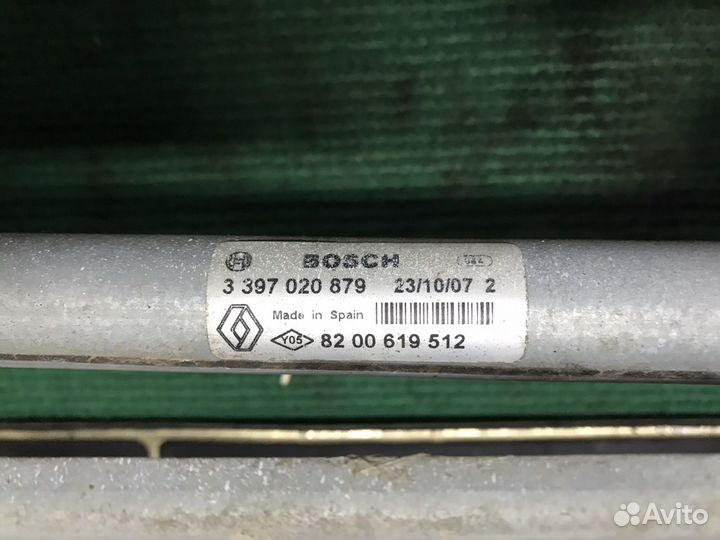 BOSCH
3 397 020 879 23/10/07 2
Made in Spain
Y05 82 00 619 512
Avito